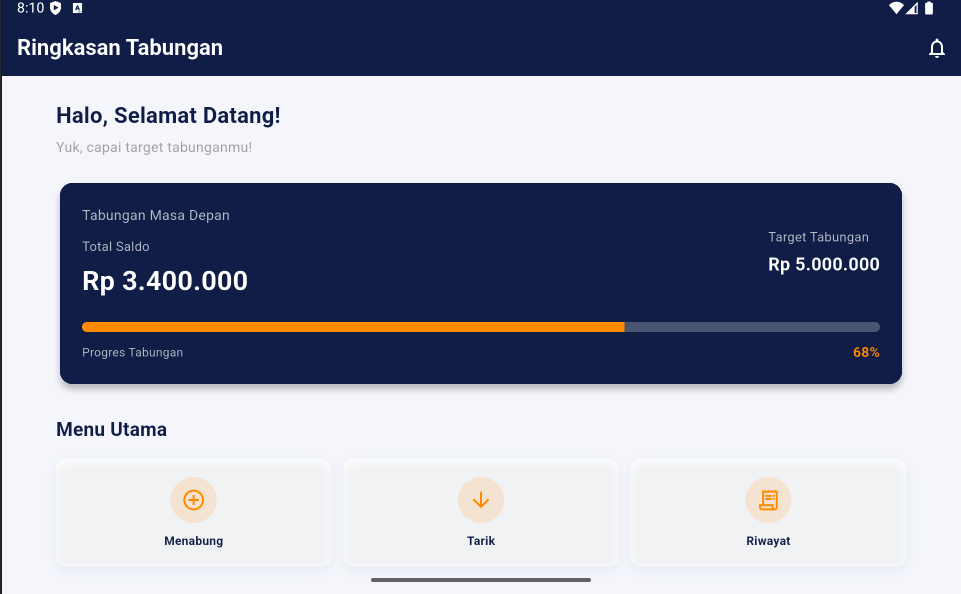 8:10
Ringkasan Tabungan
Halo, Selamat Datang!
Yuk, capai target tabunganmu!
Tabungan Masa Depan
Total Saldo
Rp 3.400.000
Target Tabungan
Rp 5.000.000
Progres Tabungan
68%
Menu Utama
Menabung
Tarik
Riwayat